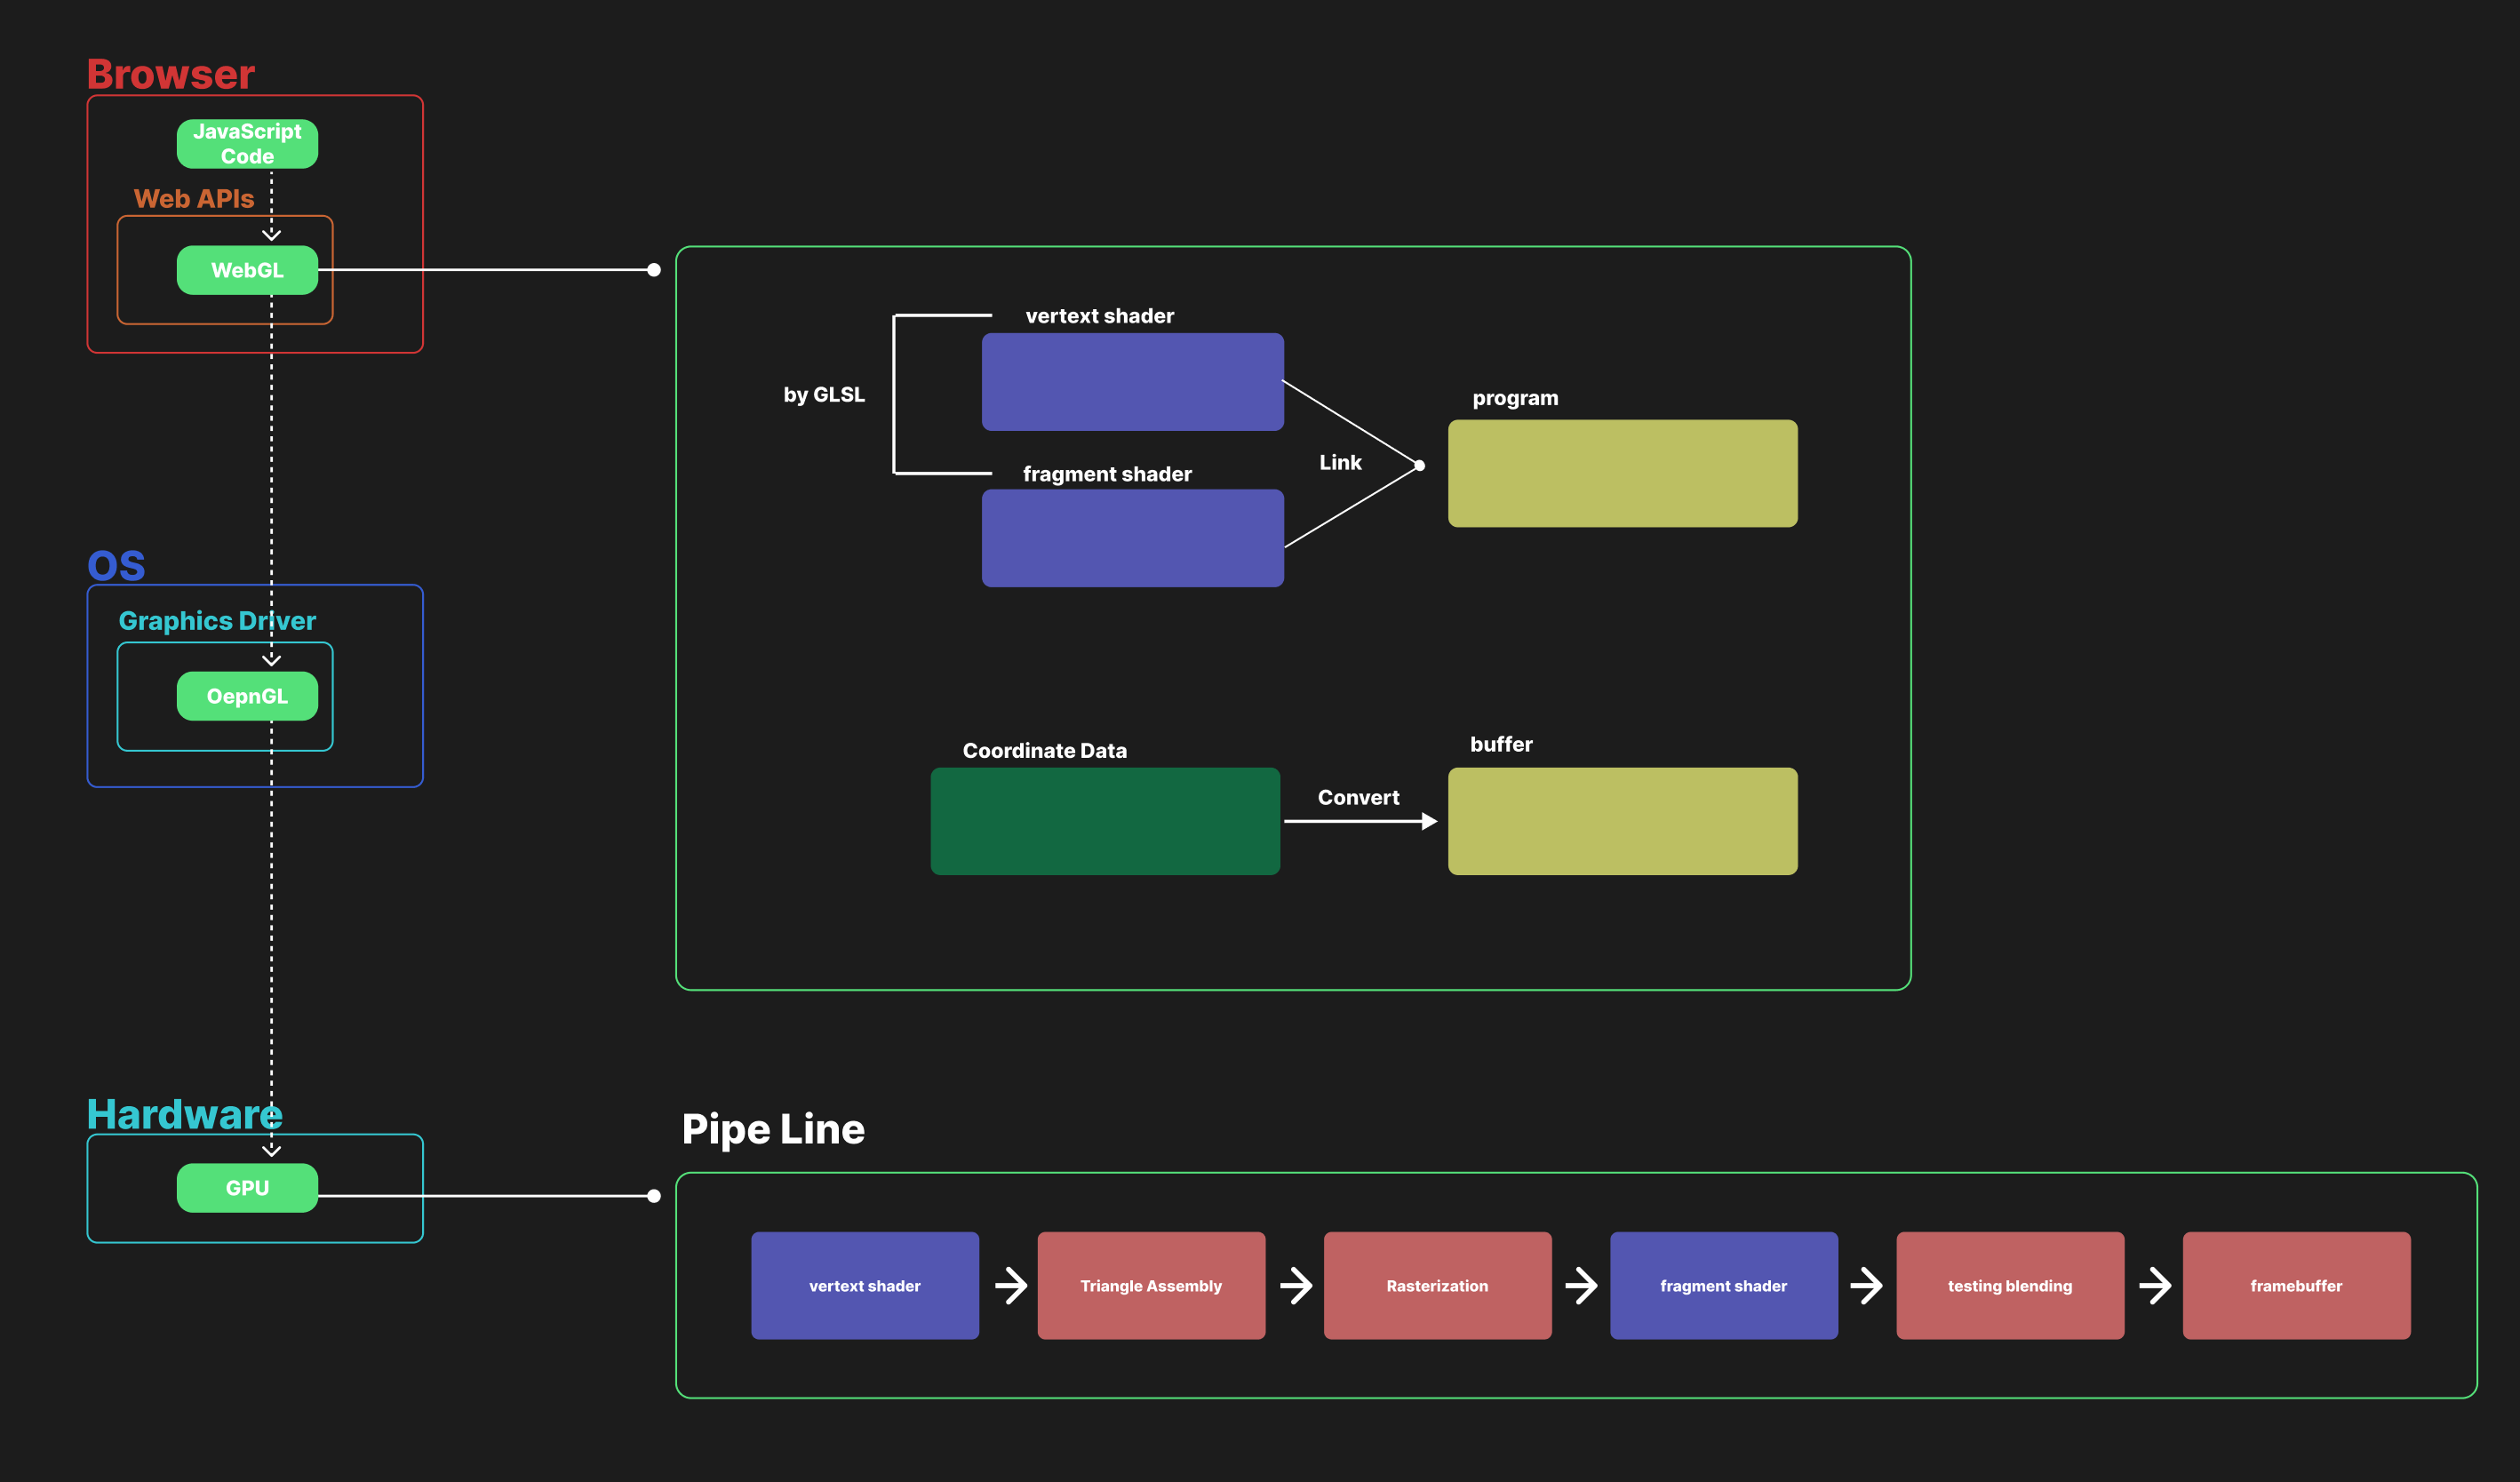 Browser
JavaScript
Code
Web APIs
WebGL
vertext shader
by GLSL
program
Link
fragment shader
OS
Graphics Driver
OepnGL
Coordinate Data
buffer
Convert
Hardware
GPU
Pipe Line
vertext shader
Triangle Assembly
Rasterization
fragment shader
testing blending
framebuffer